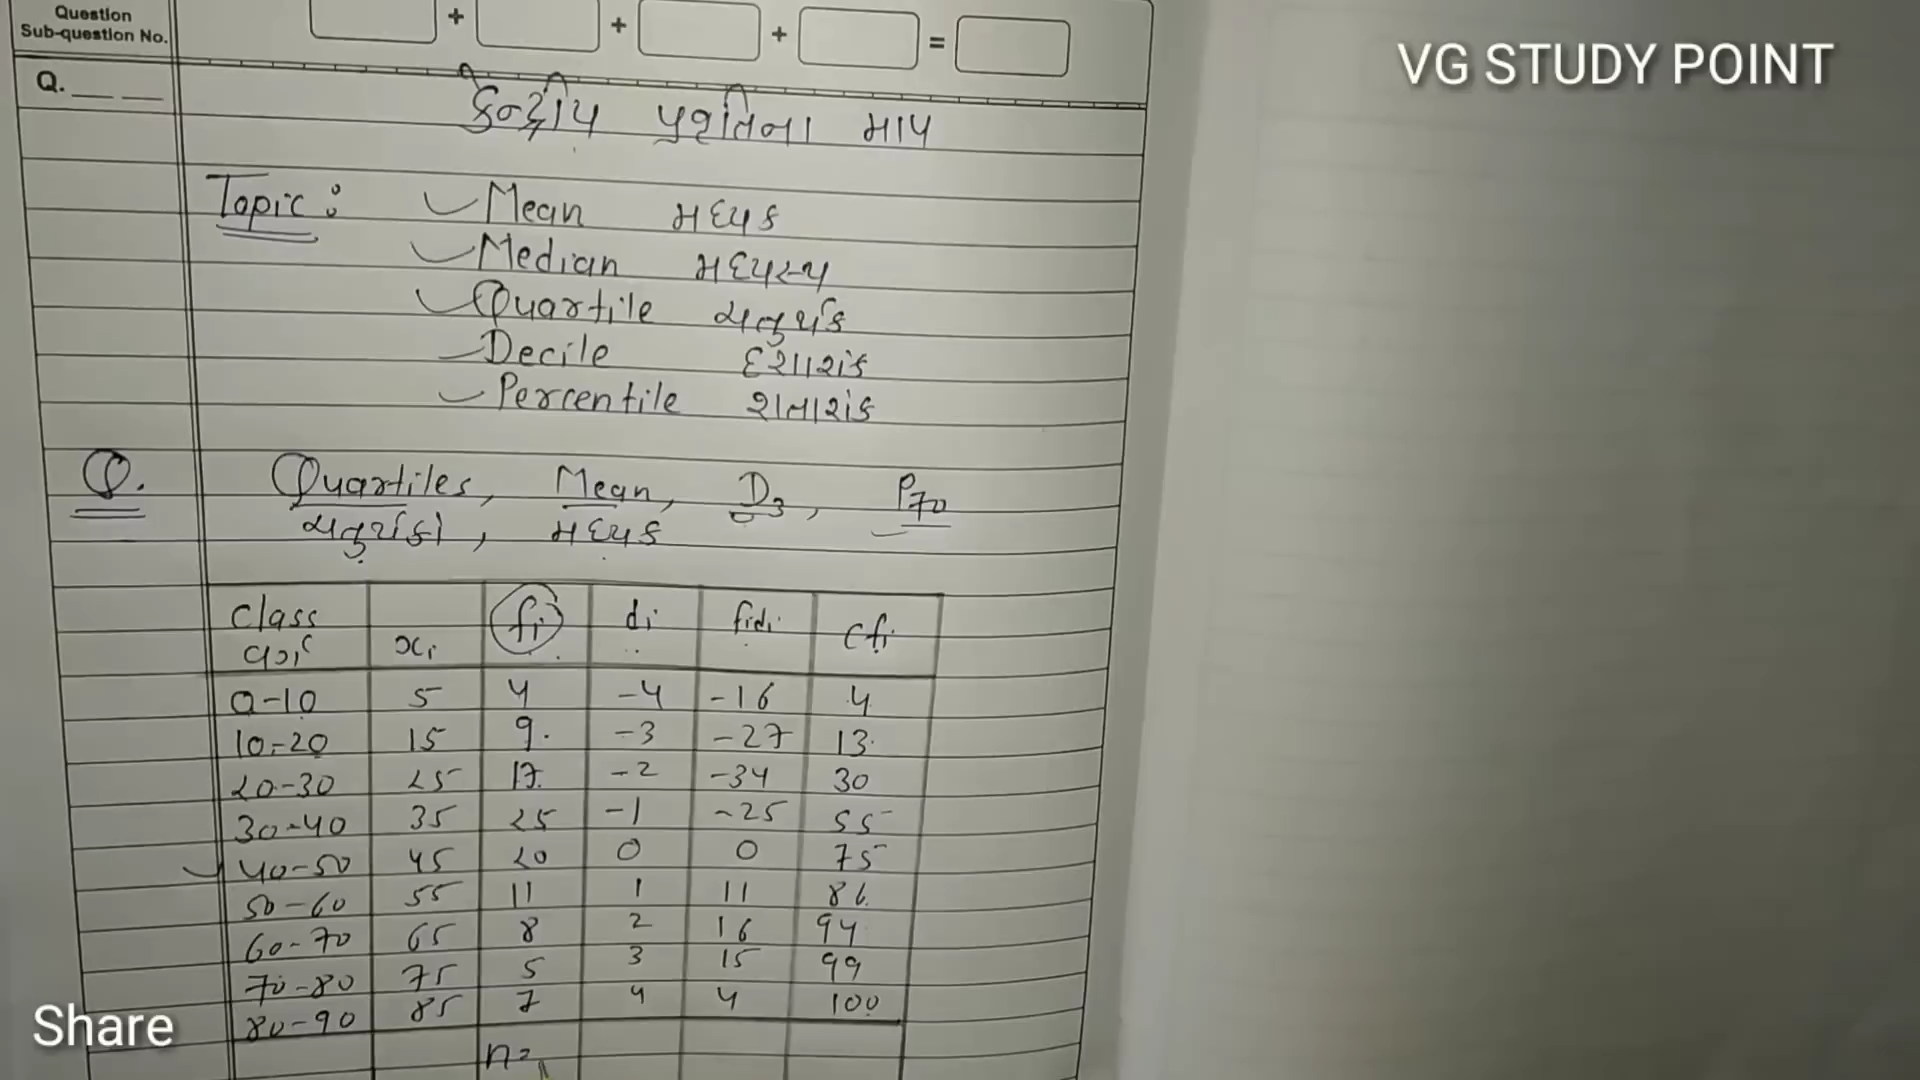 Question
Sub-question No.
+ + + =
VG STUDY POINT
Q. __ __
કેન્દ્રીય પ્રવૃત્તિના માપ
Topic : Mean મધ્યક
Median મધ્યસ્થ
Quartile ચતુર્થક
Decile દશાંશક
Percentile શતાંશક
Q. Quartiles, Mean, D3, P70
ચતુર્થકો, મધ્યક
Class fi di fidi cfi
વર્ગ xi
0-10 5 4 -4 -16 4
10-20 15 9. -3 -27 13
20-30 25 17 -2 -34 30
30-40 35 25 -1 -25 55
40-50 45 20 0 0 75
50-60 55 11 1 11 86
60-70 65 8 2 16 94
70-80 75 5 3 15 99
80-90 85 7 4 4 100
n=
Share